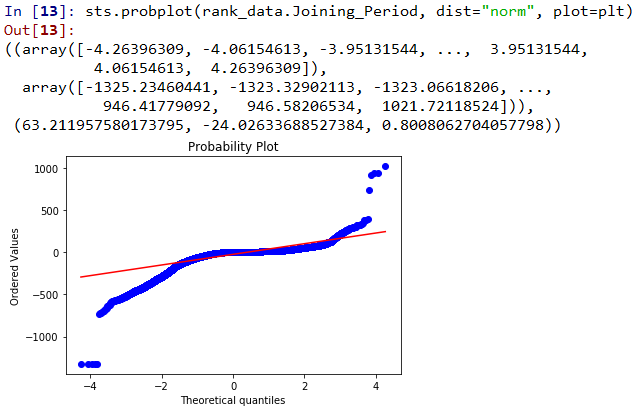 In [13]: sts.probplot(rank_data.Joining_Period, dist="norm", plot=plt)
Out[13]:
((array([-4.26396309, -4.06154613, -3.95131544, ...,  3.95131544,
4.06154613,  4.26396309]),
array([-1325.23460441, -1323.32902113, -1323.06618206, ...,
946.41779092,   946.58206534,  1021.72118524])),
(63.211957580173795, -24.02633688527384, 0.8008062704057798))
Probability Plot
1000
500
0
−500
−1000
Ordered Values
−4 −2 0 2 4
Theoretical quantiles